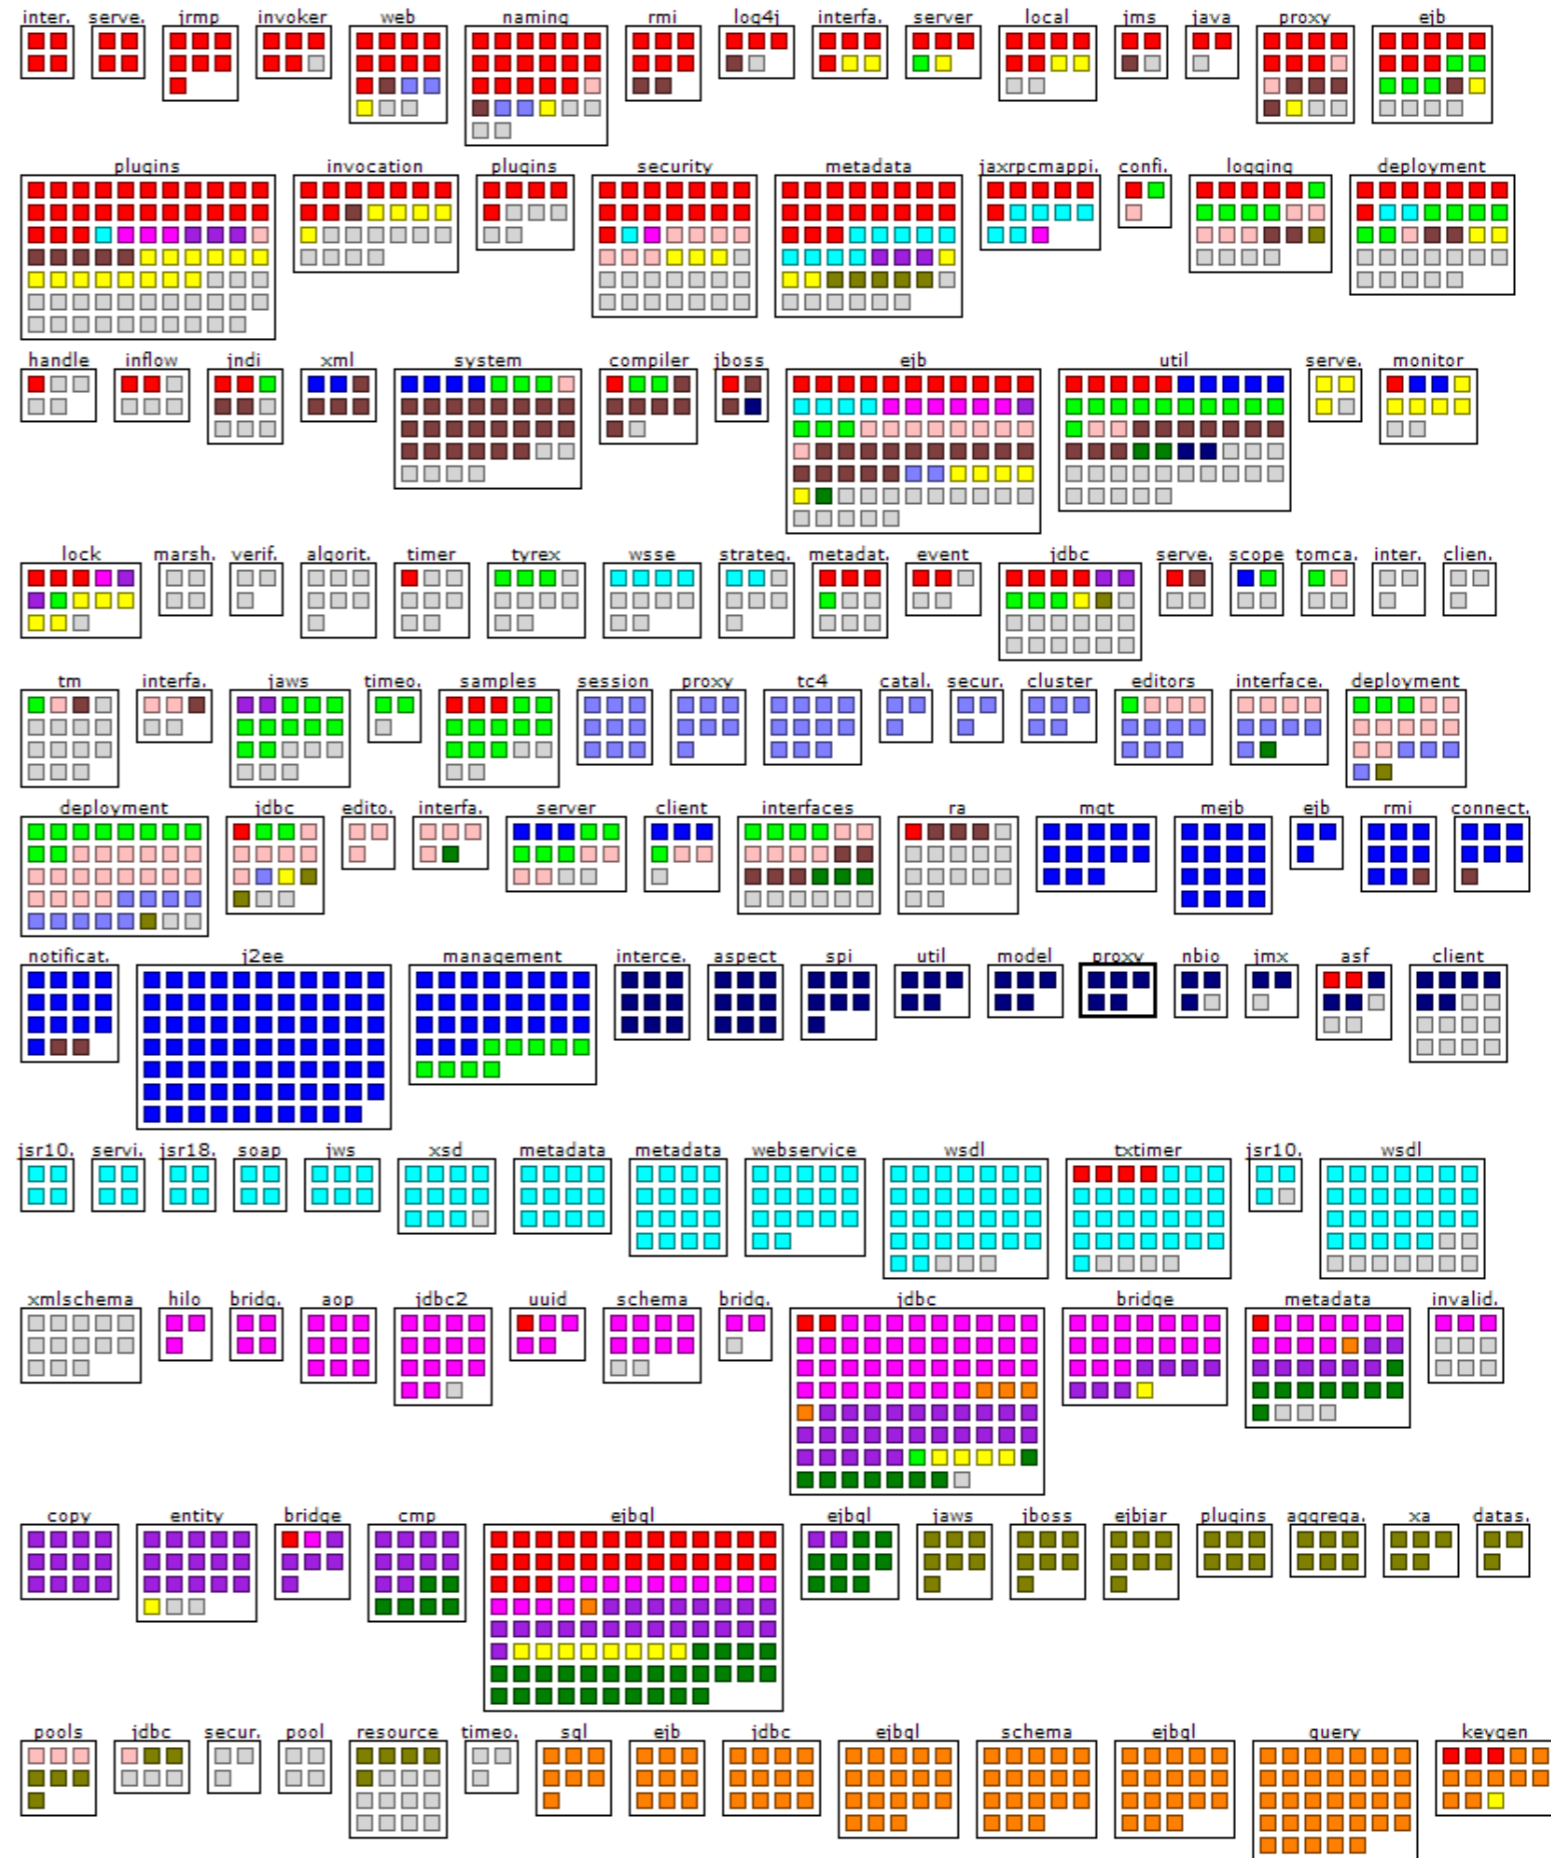 inter. serve. jrmp invoker web naming rmi log4j interfa. server local jms java proxy ejb
plugins invocation plugins security metadata jaxrpcmappi. confi. logging deployment
handle inflow jndi xml system compiler jboss ejb util serve. monitor
lock marsh. verif. algorit. timer tyrex wsse strateg. metadat. event jdbc serve. scope tomca. inter. clien.
tm interfa. jaws timeo. samples session proxy tc4 catal. secur. cluster editors interface. deployment
deployment jdbc edito. interfa. server client interfaces ra mgt mejb ejb rmi connect.
notificat. j2ee management interce. aspect spi util model proxy nbio jmx asf client
jsr10. servi. jsr18. soap jws xsd metadata metadata webservice wsdl txtimer jsr10. wsdl
xmlschema hilo bridg. aop jdbc2 uuid schema bridg. jdbc bridge metadata invalid.
copy entity bridge cmp ejbql ejbql jaws jboss ejbjar plugins aggrega. xa datas.
pools jdbc secur. pool resource timeo. sql ejb jdbc ejbql schema ejbql query keygen